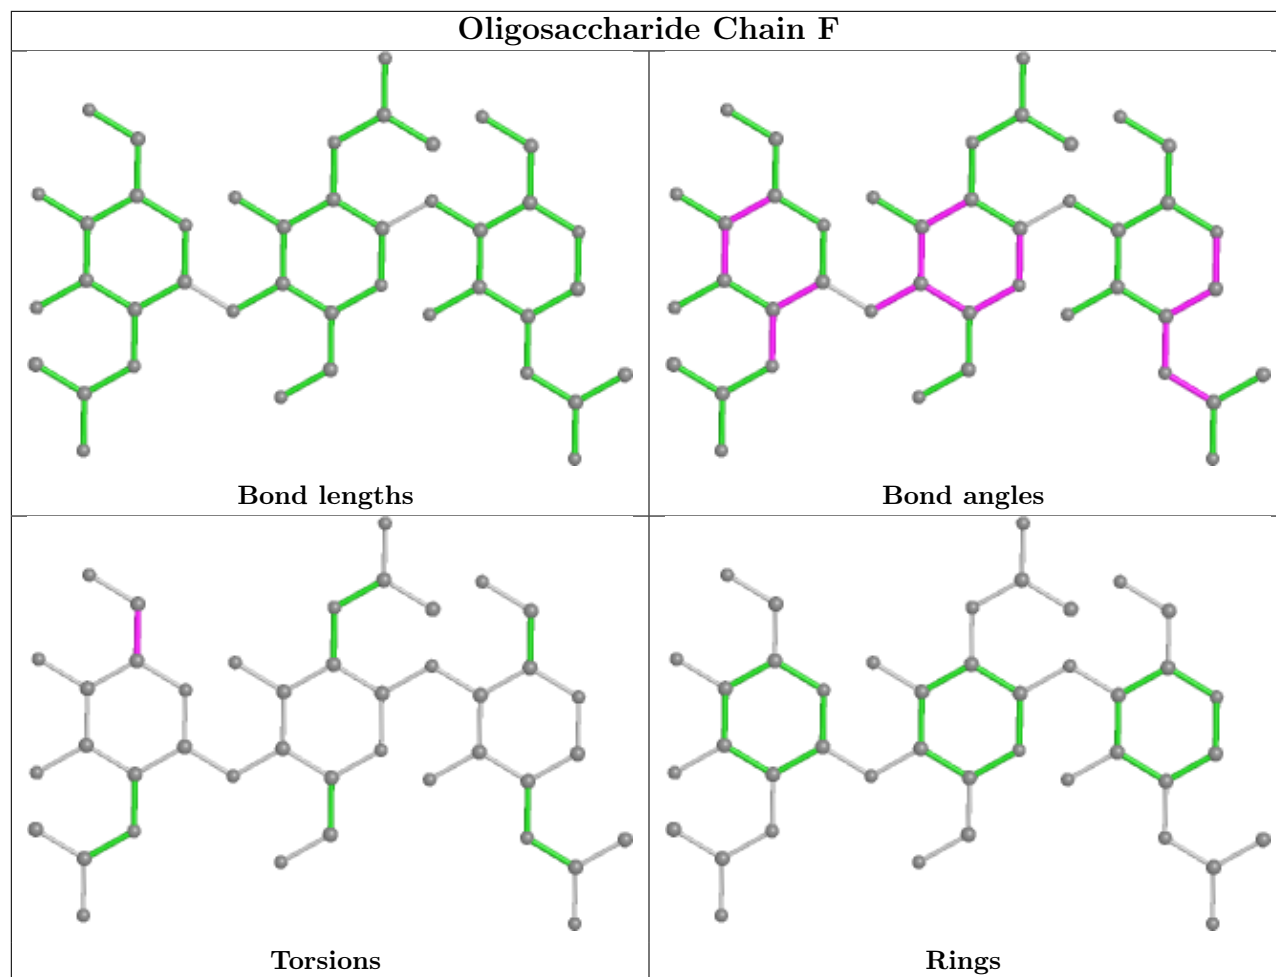 Oligosaccharide Chain F
Bond lengths
Bond angles
Torsions
Rings